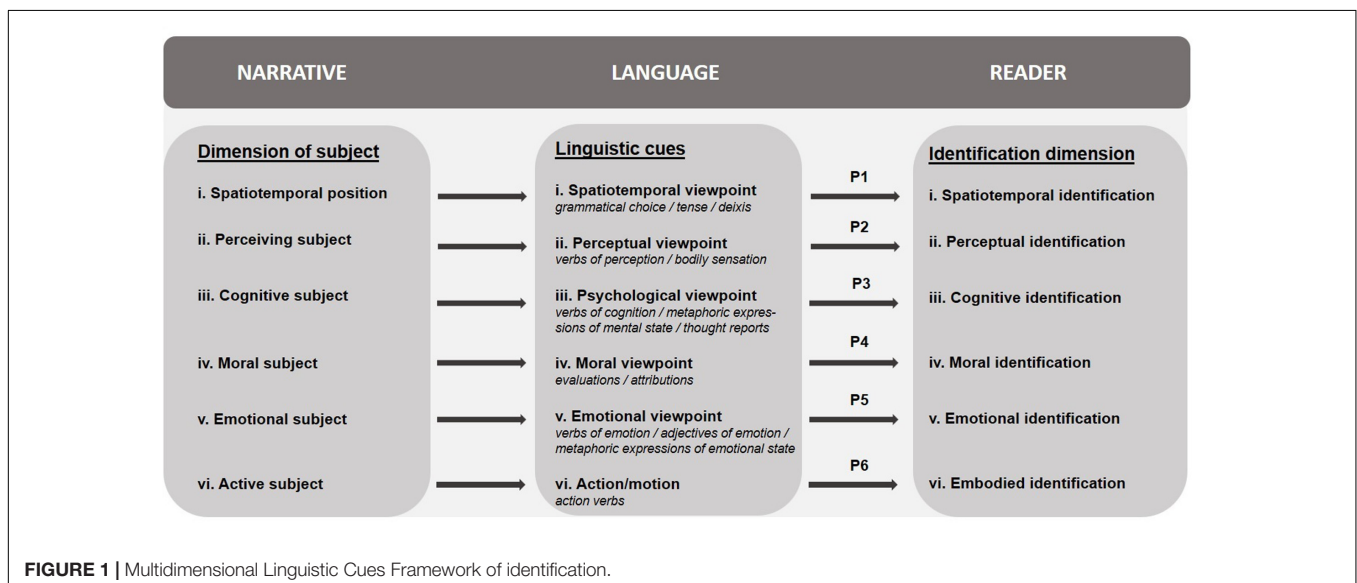 NARRATIVE
LANGUAGE
READER
Dimension of subject
i. Spatiotemporal position
ii. Perceiving subject
iii. Cognitive subject
iv. Moral subject
v. Emotional subject
vi. Active subject
Linguistic cues
i. Spatiotemporal viewpoint
grammatical choice / tense / deixis
ii. Perceptual viewpoint
verbs of perception / bodily sensation
iii. Psychological viewpoint
verbs of cognition / metaphoric expres-
sions of mental state / thought reports
iv. Moral viewpoint
evaluations / attributions
v. Emotional viewpoint
verbs of emotion / adjectives of emotion /
metaphoric expressions of emotional state
vi. Action/motion
action verbs
P1
P2
P3
P4
P5
P6
Identification dimension
i. Spatiotemporal identification
ii. Perceptual identification
iii. Cognitive identification
iv. Moral identification
v. Emotional identification
vi. Embodied identification
FIGURE 1 | Multidimensional Linguistic Cues Framework of identification.